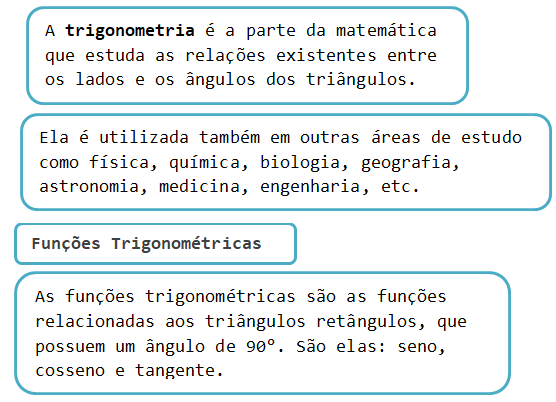 A trigonometria é a parte da matemática
que estuda as relações existentes entre
os lados e os ângulos dos triângulos.
Ela é utilizada também em outras áreas de estudo
como física, química, biologia, geografia,
astronomia, medicina, engenharia, etc.
Funções Trigonométricas
As funções trigonométricas são as funções
relacionadas aos triângulos retângulos, que
possuem um ângulo de 90°. São elas: seno,
cosseno e tangente.